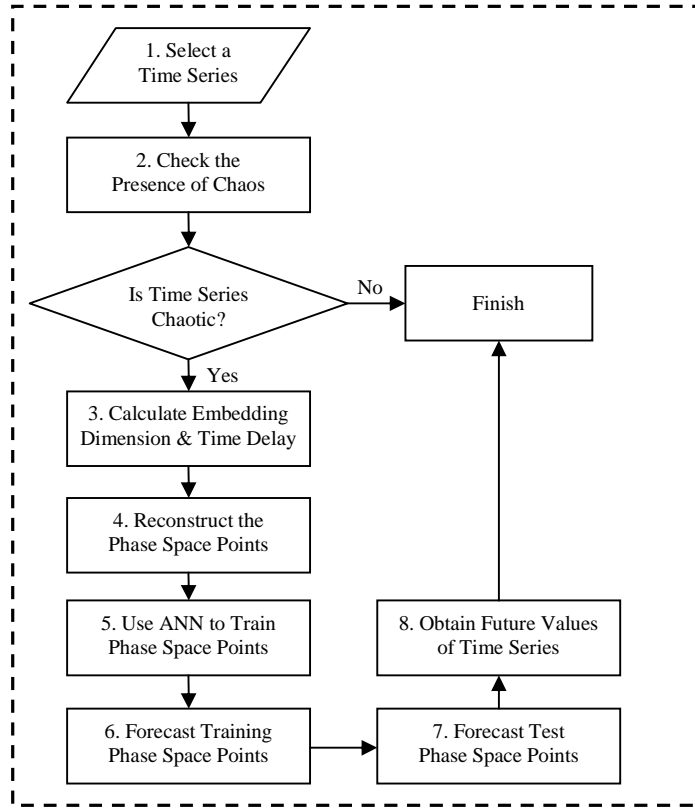 1. Select a
Time Series
2. Check the
Presence of Chaos
Is Time Series
Chaotic?
No
Finish
Yes
3. Calculate Embedding
Dimension & Time Delay
4. Reconstruct the
Phase Space Points
5. Use ANN to Train
Phase Space Points
6. Forecast Training
Phase Space Points
7. Forecast Test
Phase Space Points
8. Obtain Future Values
of Time Series